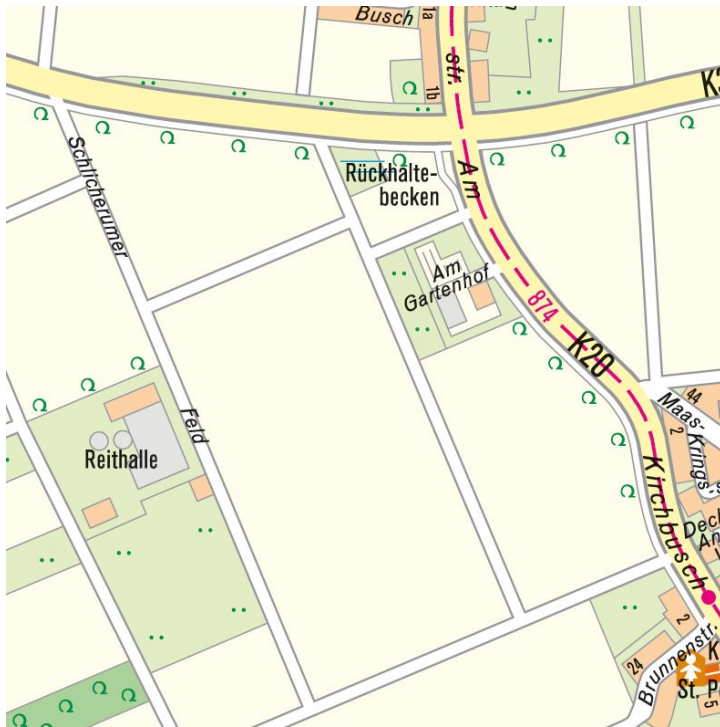 Busch
1a
1b
str.
Schlicherumer
Feld
Rückhalte-
becken
Am
Kirchbusch
Am
Gartenhof
874
K20
Reithalle
44
Maas-
Krings
2
2
24
Brunnenstr.
St.
5